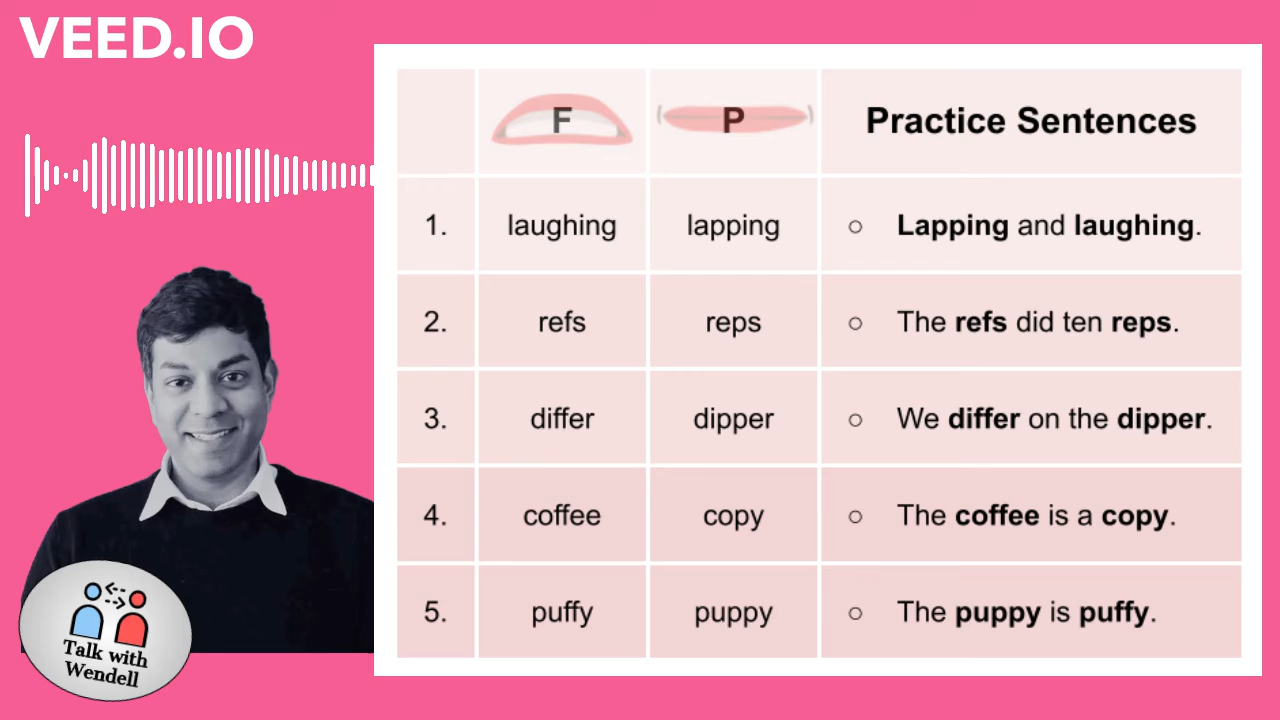 VEED.IO
F P Practice Sentences
1. laughing lapping ○ Lapping and laughing.
2. refs reps ○ The refs did ten reps.
3. differ dipper ○ We differ on the dipper.
4. coffee copy ○ The coffee is a copy.
5. puffy puppy ○ The puppy is puffy.
Talk with
Wendell